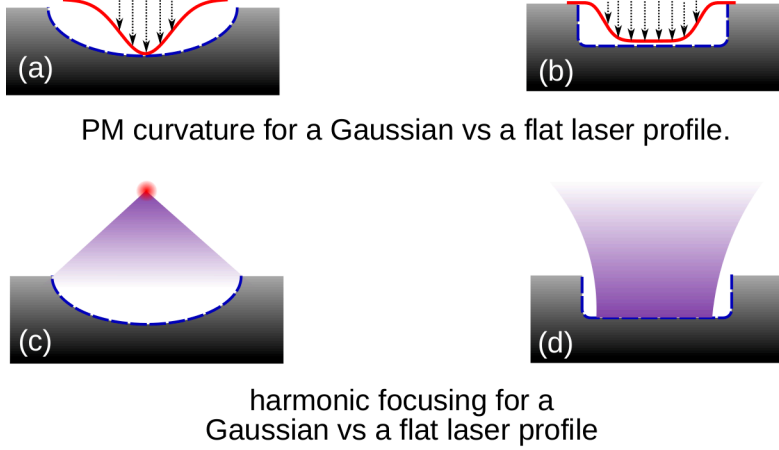 (a)
(b)
PM curvature for a Gaussian vs a flat laser profile.
(c)
(d)
harmonic focusing for a
Gaussian vs a flat laser profile